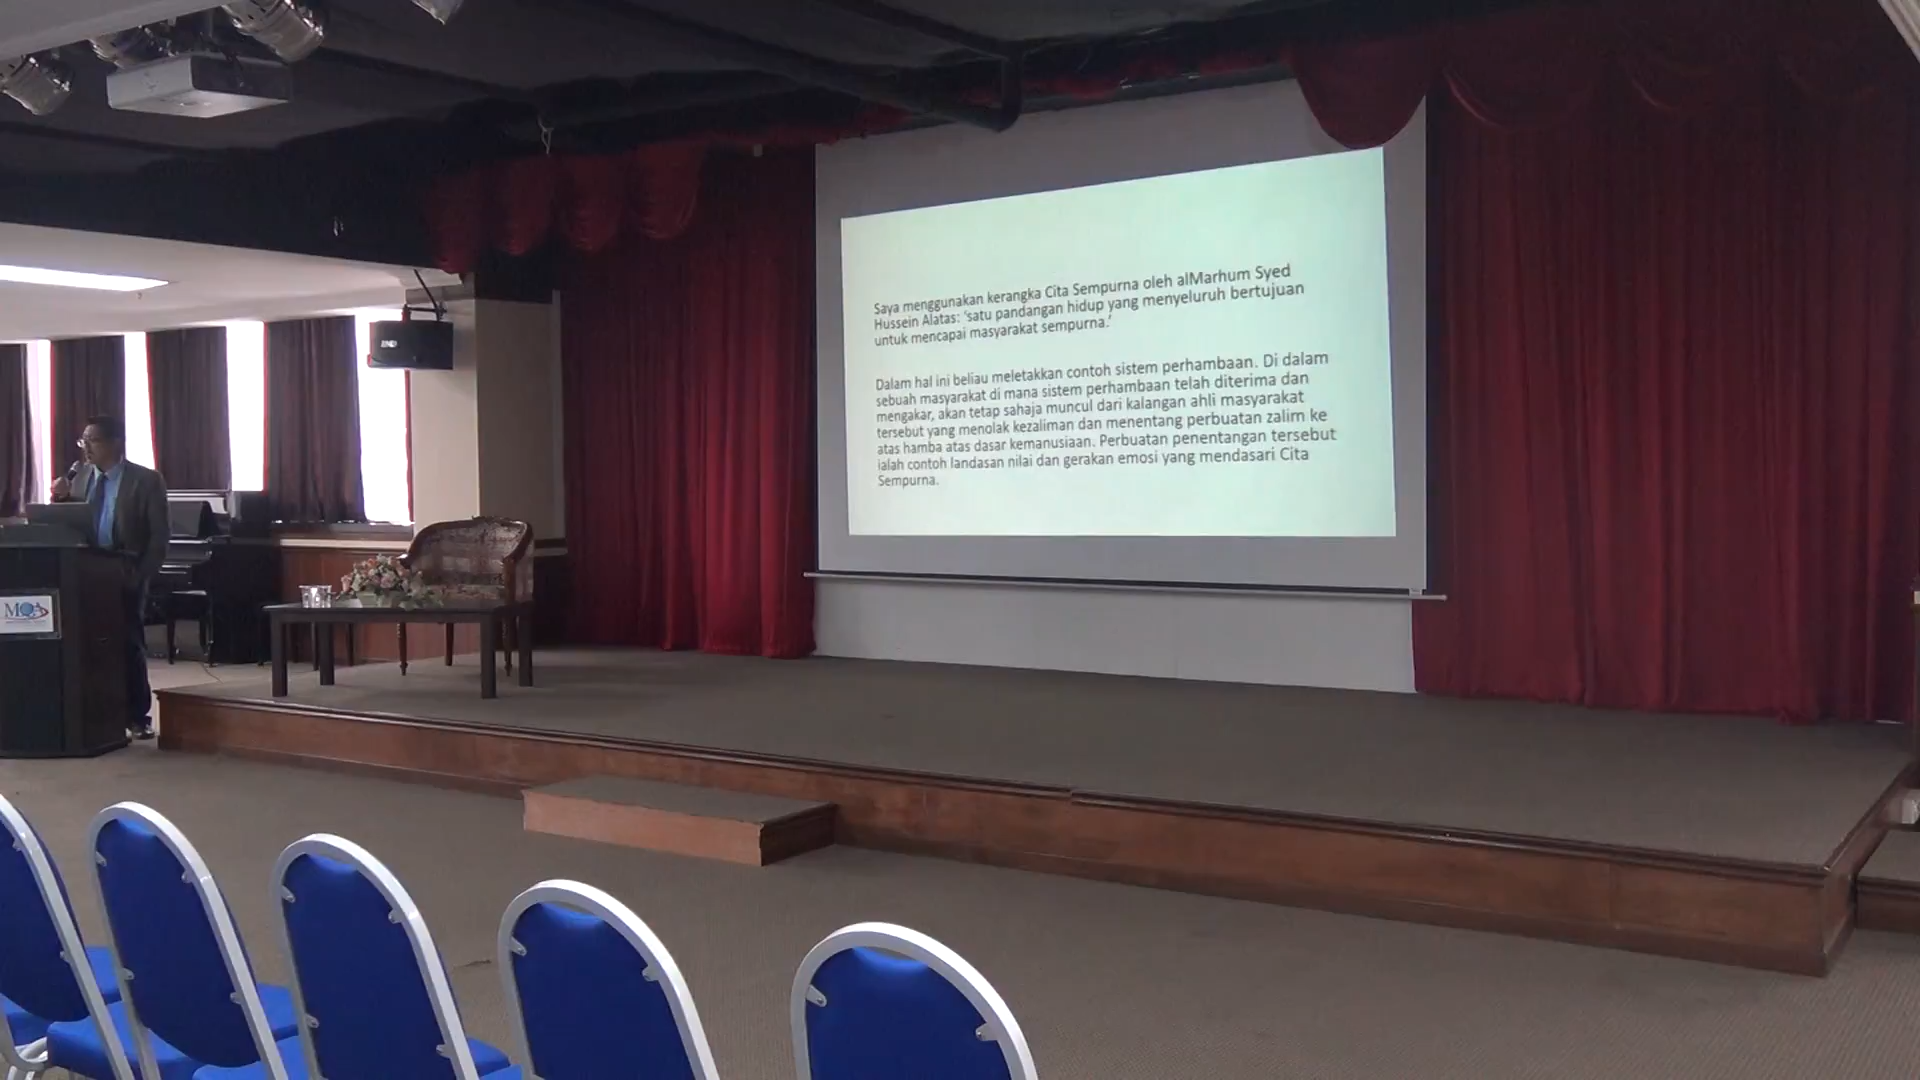 Saya menggunakan kerangka Cita Sempurna oleh alMarhum Syed
Hussein Alatas: ‘satu pandangan hidup yang menyeluruh bertujuan
untuk mencapai masyarakat sempurna.’
Dalam hal ini beliau meletakkan contoh sistem perhambaan. Di dalam
sebuah masyarakat di mana sistem perhambaan telah diterima dan
mengakar, akan tetap sahaja muncul dari kalangan ahli masyarakat
tersebut yang menolak kezaliman dan menentang perbuatan zalim ke
atas hamba atas dasar kemanusiaan. Perbuatan penentangan tersebut
ialah contoh landasan nilai dan gerakan emosi yang mendasari Cita
Sempurna.
MQA